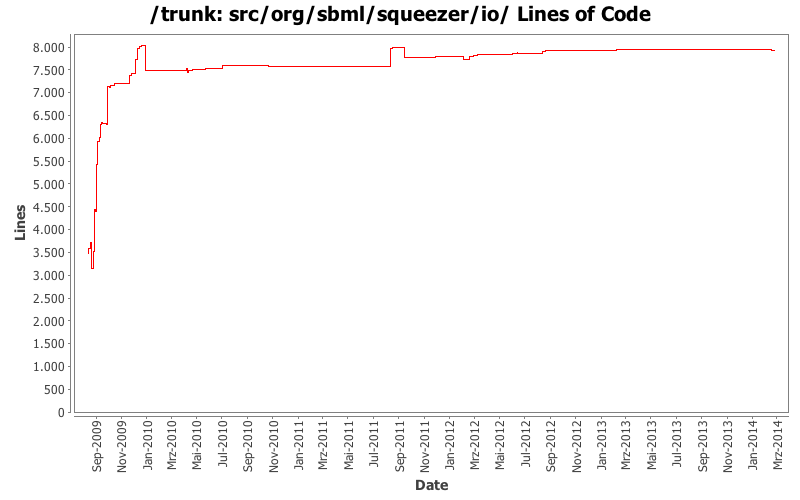 /trunk: src/org/sbml/squeezer/io/ Lines of Code
Lines
8.000
7.500
7.000
6.500
6.000
5.500
5.000
4.500
4.000
3.500
3.000
2.500
2.000
1.500
1.000
500
0
Sep-2009
Nov-2009
Jan-2010
Mrz-2010
Mai-2010
Jul-2010
Sep-2010
Nov-2010
Jan-2011
Mrz-2011
Mai-2011
Jul-2011
Sep-2011
Nov-2011
Jan-2012
Mrz-2012
Mai-2012
Jul-2012
Sep-2012
Nov-2012
Jan-2013
Mrz-2013
Mai-2013
Jul-2013
Sep-2013
Nov-2013
Jan-2014
Mrz-2014
Date